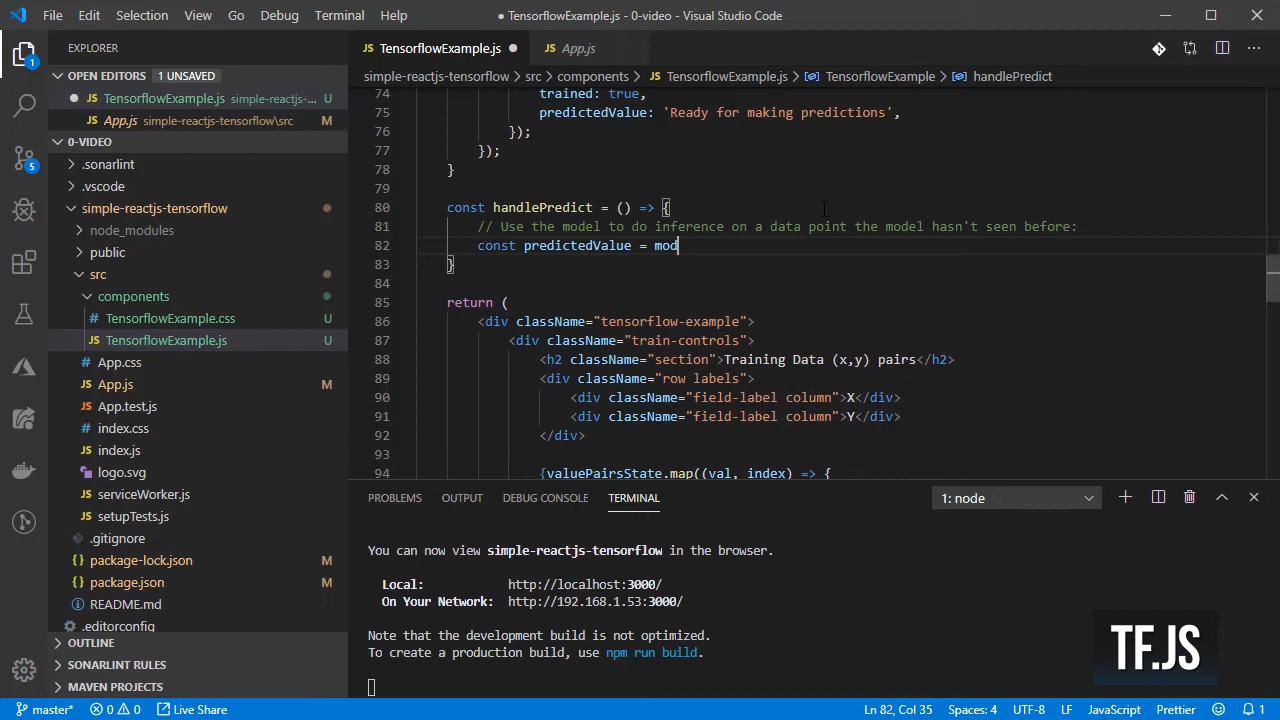 File Edit Selection View Go Debug Terminal Help
● TensorflowExample.js - 0-video - Visual Studio Code
EXPLORER
OPEN EDITORS 1 UNSAVED
● JS TensorflowExample.js simple-reactjs-...
JS App.js simple-reactjs-tensorflow\src M
0-VIDEO
.sonarlint
.vscode
simple-reactjs-tensorflow
node_modules
public
src
components
# TensorflowExample.css U
JS TensorflowExample.js U
# App.css
JS App.js M
JS App.test.js
# index.css
JS index.js
logo.svg
JS serviceWorker.js
JS setupTests.js
.gitignore
{} package-lock.json M
{} package.json M
README.md
.editorconfig
OUTLINE
SONARLINT RULES
MAVEN PROJECTS
1
5
JS TensorflowExample.js ●
JS App.js
simple-reactjs-tensorflow > src > components > JS TensorflowExample.js > TensorflowExample > handlePredict
74 trained: true,
75 predictedValue: 'Ready for making predictions',
76 });
77 });
78 }
79
80 const handlePredict = () => {
81 // Use the model to do inference on a data point the model hasn't seen before:
82 const predictedValue = mod
83 }
84
85 return (
86 <div className="tensorflow-example">
87 <div className="train-controls">
88 <h2 className="section">Training Data (x,y) pairs</h2>
89 <div className="row labels">
90 <div className="field-label column">X</div>
91 <div className="field-label column">Y</div>
92 </div>
93
94 {valuePairsState.map((val, index) => {
PROBLEMS OUTPUT DEBUG CONSOLE TERMINAL
1: node
You can now view simple-reactjs-tensorflow in the browser.
Local: http://localhost:3000/
On Your Network: http://192.168.1.53:3000/
Note that the development build is not optimized.
To create a production build, use npm run build.
TF.JS
master* 0 0 Live Share
Ln 82, Col 35 Spaces: 4 UTF-8 LF JavaScript Prettier 1